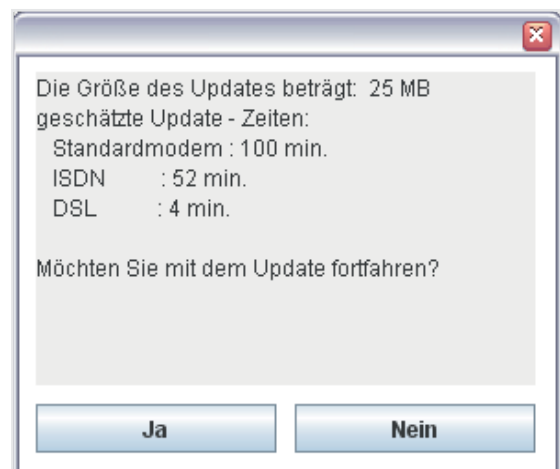 Die Größe des Updates beträgt: 25 MB
geschätzte Update - Zeiten:
Standardmodem : 100 min.
ISDN : 52 min.
DSL : 4 min.
Möchten Sie mit dem Update fortfahren?
Ja
Nein